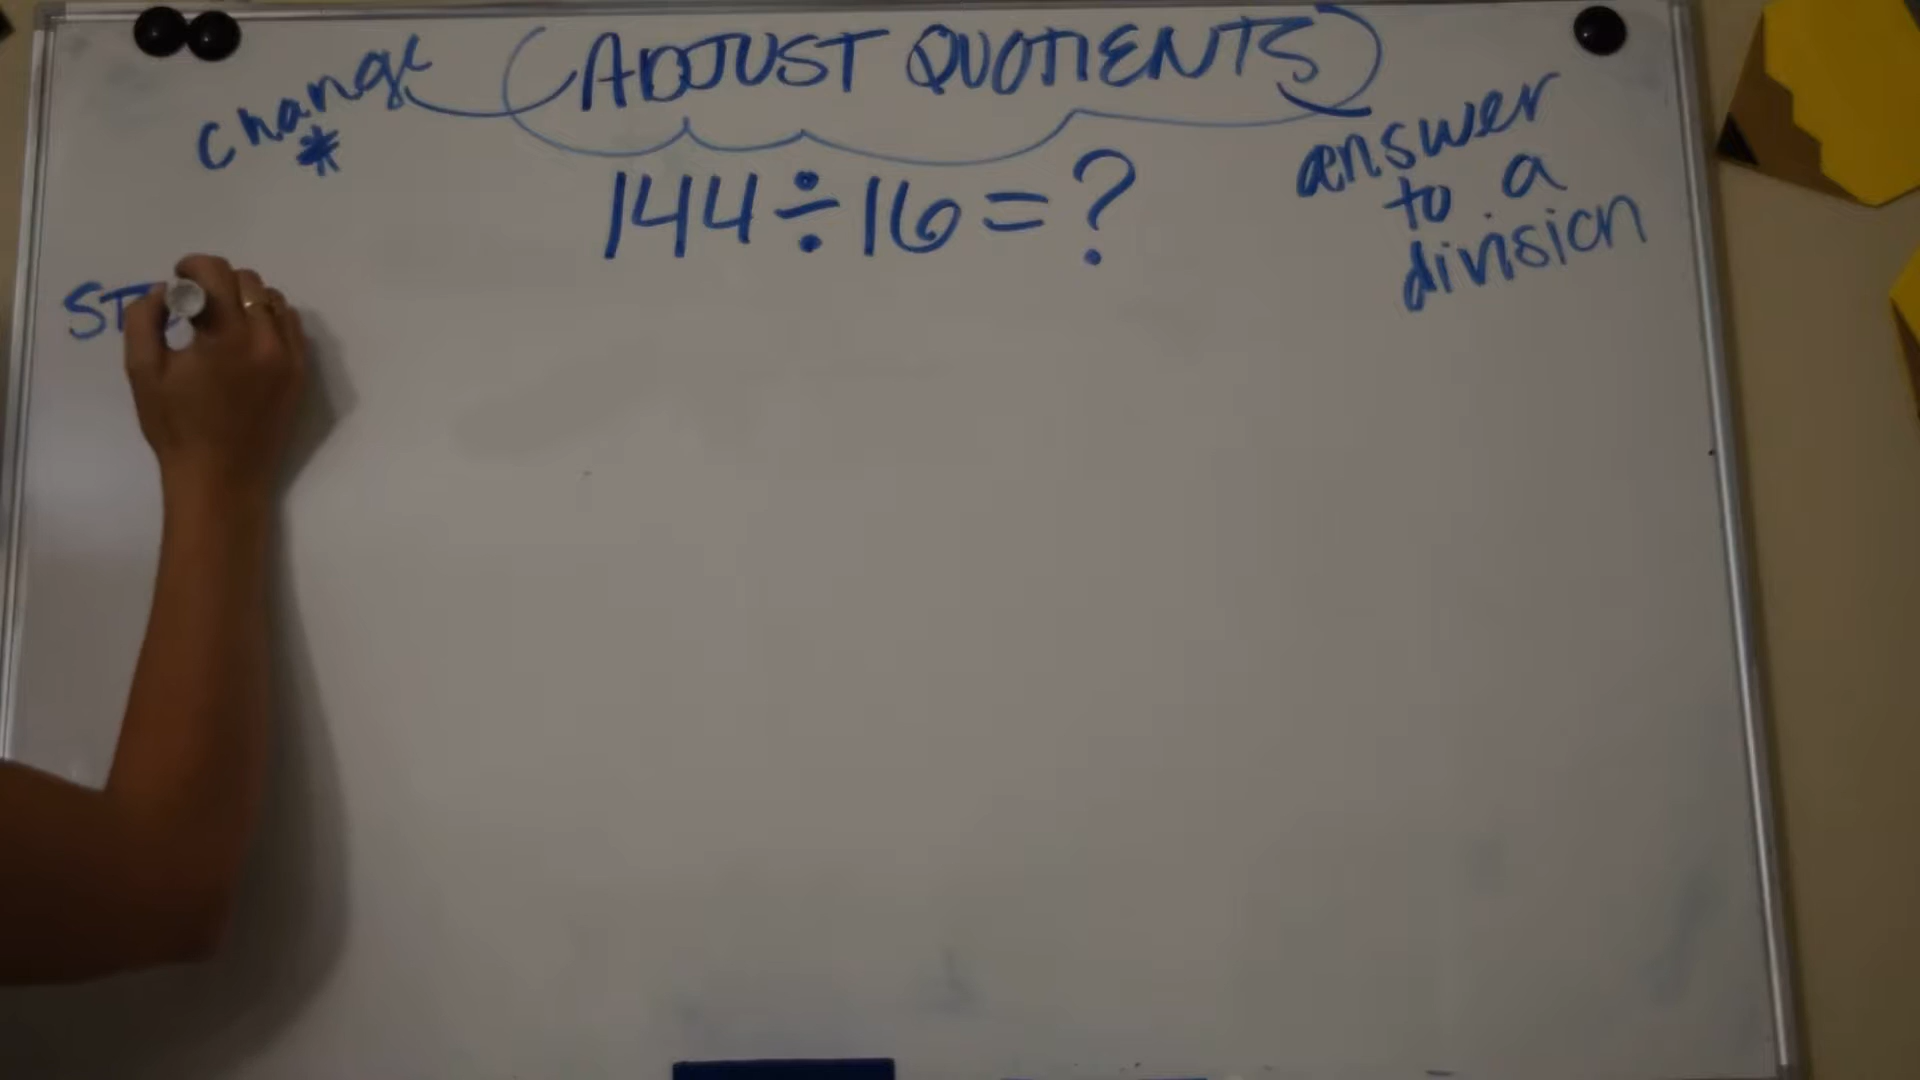 ADJUST QUOTIENTS
change
*
144÷16=?
answer
to a
division